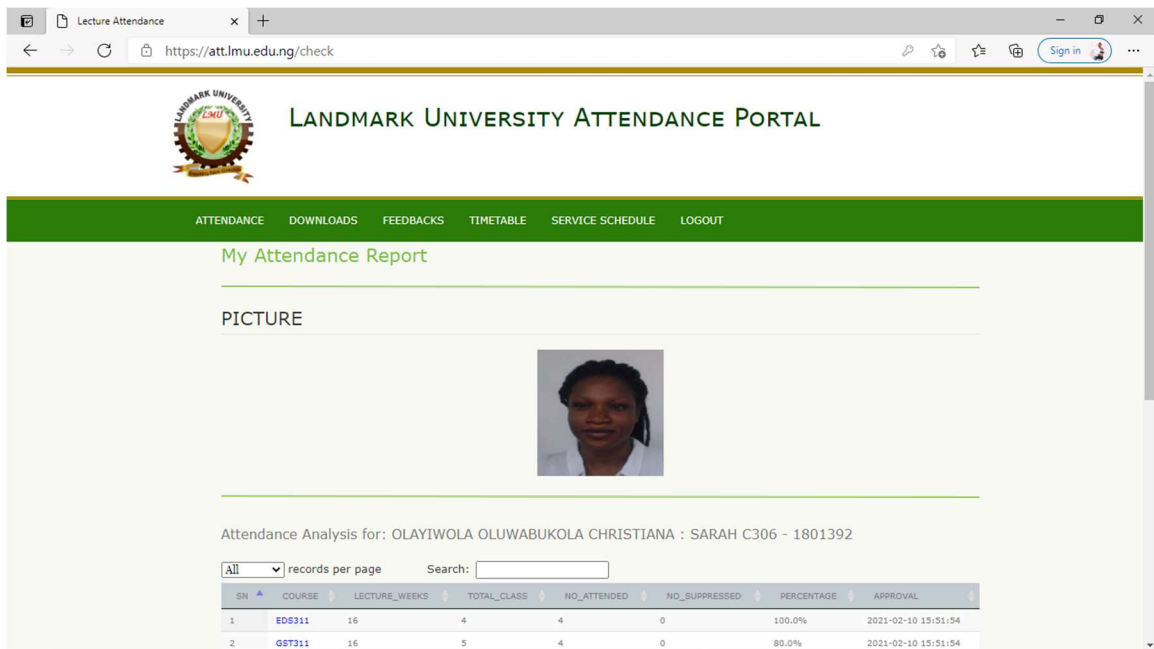 Lecture Attendance
https://att.lmu.edu.ng/check
Sign in
LANDMARK UNIVERSITY
LMU
LANDMARK UNIVERSITY ATTENDANCE PORTAL
ATTENDANCE DOWNLOADS FEEDBACKS TIMETABLE SERVICE SCHEDULE LOGOUT
My Attendance Report
PICTURE
Attendance Analysis for: OLAYIWOLA OLUWABUKOLA CHRISTIANA : SARAH C306 - 1801392
All records per page Search:
SN COURSE LECTURE_WEEKS TOTAL_CLASS NO_ATTENDED NO_SUPPRESSED PERCENTAGE APPROVAL
1 EDS311 16 4 4 0 100.0% 2021-02-10 15:51:54
2 GST311 16 5 4 0 80.0% 2021-02-10 15:51:54